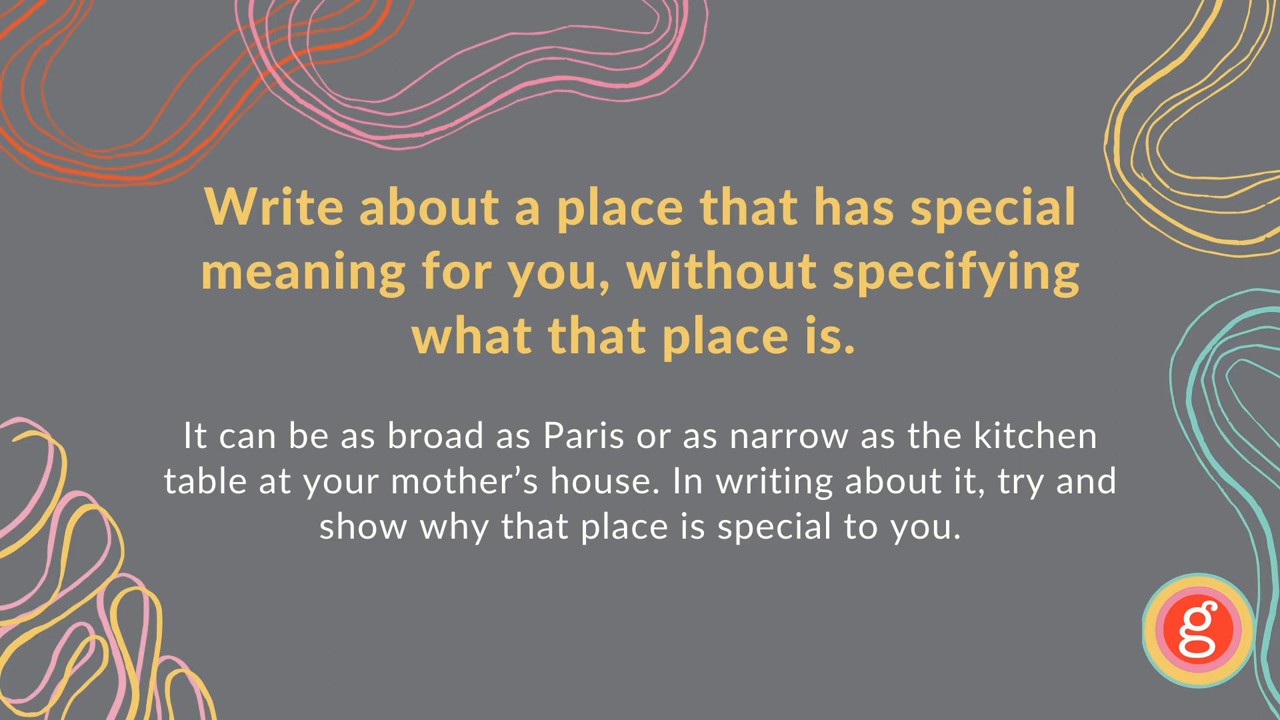 Write about a place that has special
meaning for you, without specifying
what that place is.
It can be as broad as Paris or as narrow as the kitchen
table at your mother’s house. In writing about it, try and
show why that place is special to you.
g